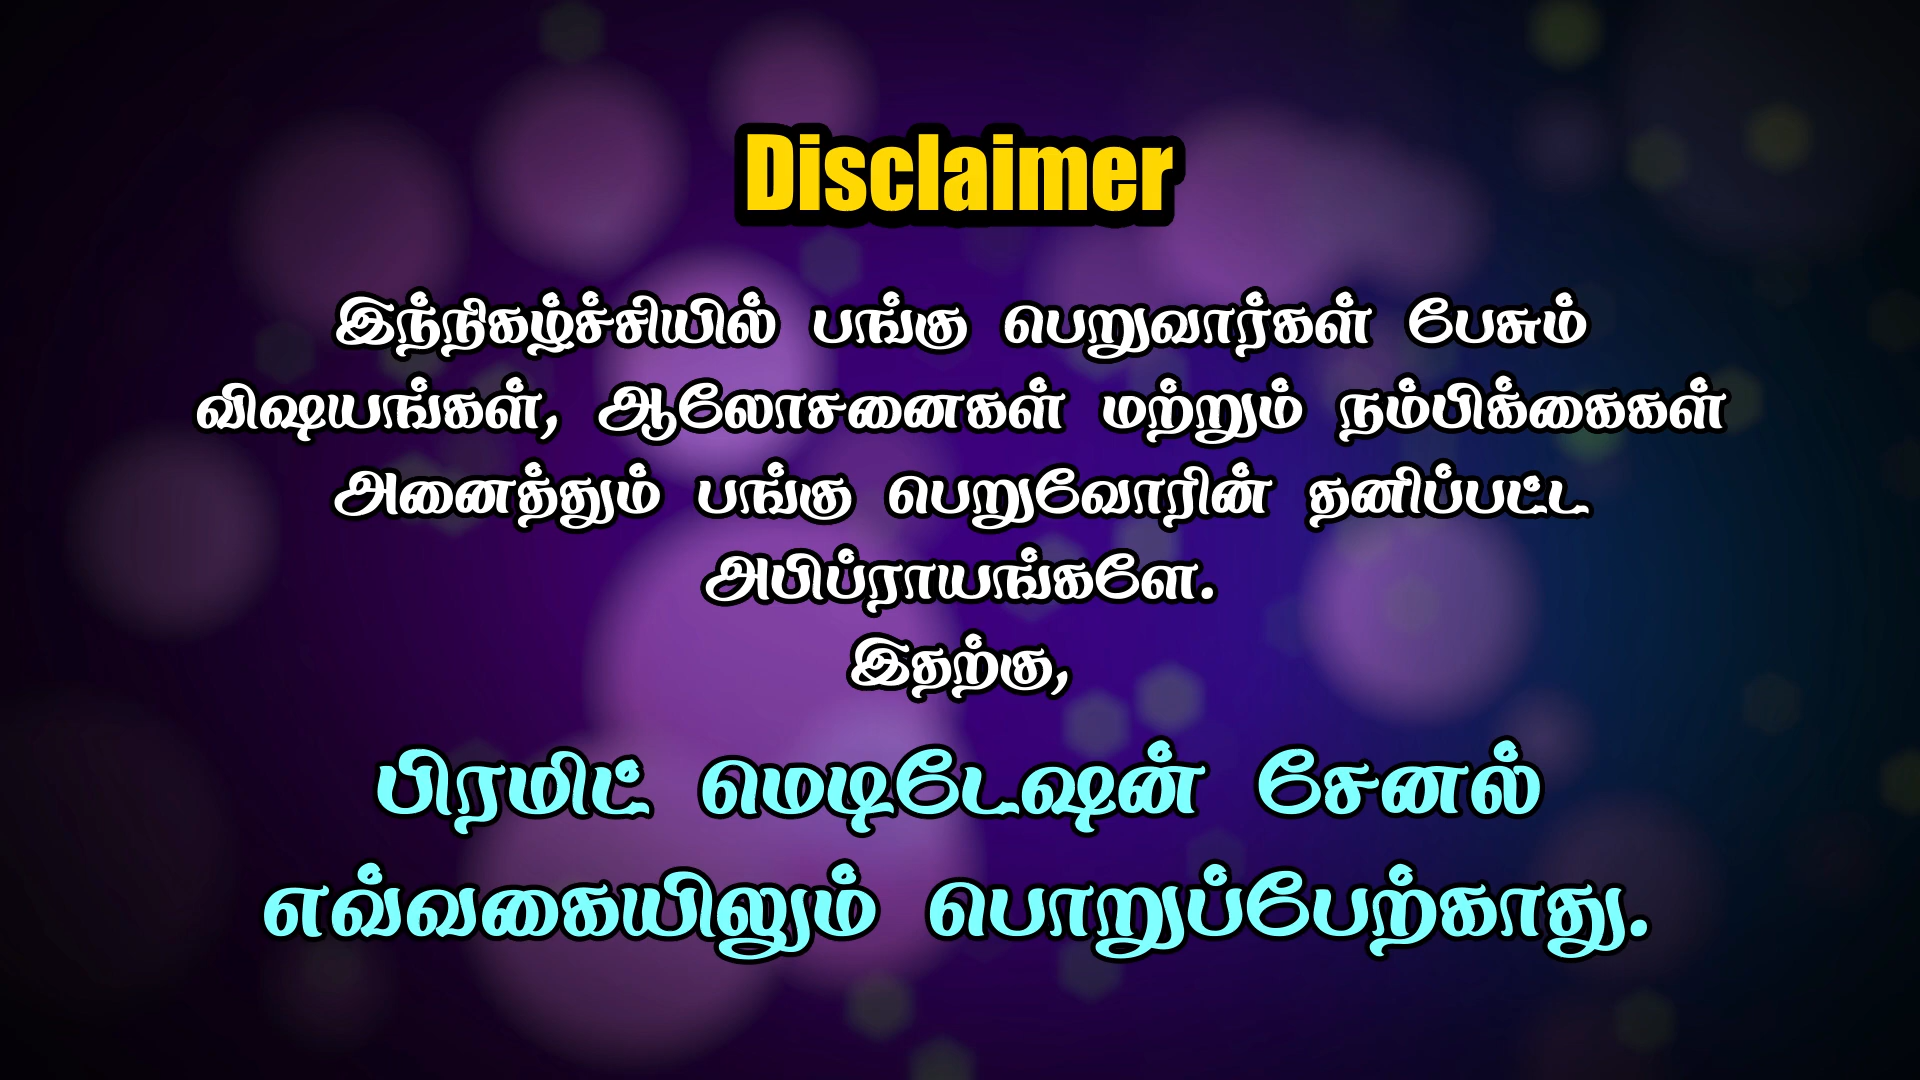 Disclaimer
இந்நிகழ்ச்சியில் பங்கு பெறுவார்கள் பேசும்
விஷயங்கள், ஆலோசனைகள் மற்றும் நம்பிக்கைகள்
அனைத்தும் பங்கு பெறுவோரின் தனிப்பட்ட
அபிப்ராயங்களே.
இதற்கு,
பிரமிட் மெடிடேஷன் சேனல்
எவ்வகையிலும் பொறுப்பேற்காது.